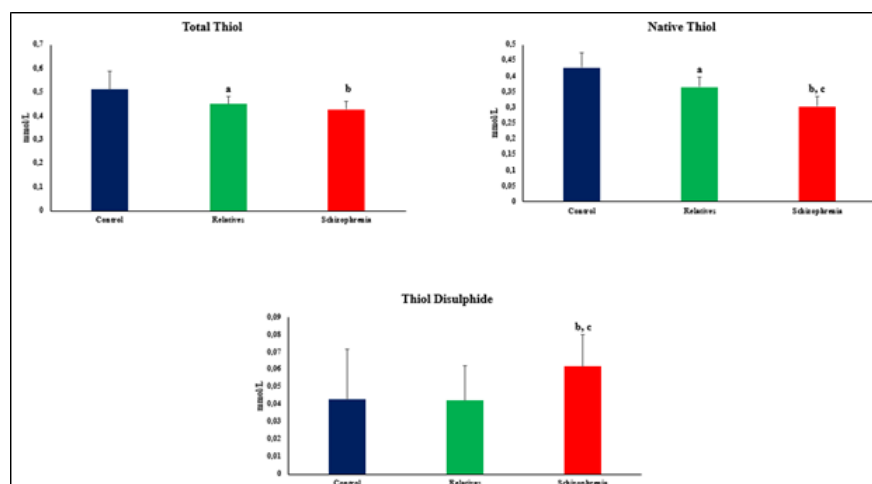 Total Thiol
0,7
0,6
0,5
0,4
0,3
0,2
0,1
0
mmol/L
a
b
Control
Relatives
Schizophrenia
Native Thiol
0,5
0,45
0,4
0,35
0,3
0,25
0,2
0,15
0,1
0,05
0
mmol/L
a
b, c
Control
Relatives
Schizophrenia
Thiol Disulphide
0,09
0,08
0,07
0,06
0,05
0,04
0,03
0,02
0,01
0
mmol/L
b, c
Control
Relatives
Schizophrenia